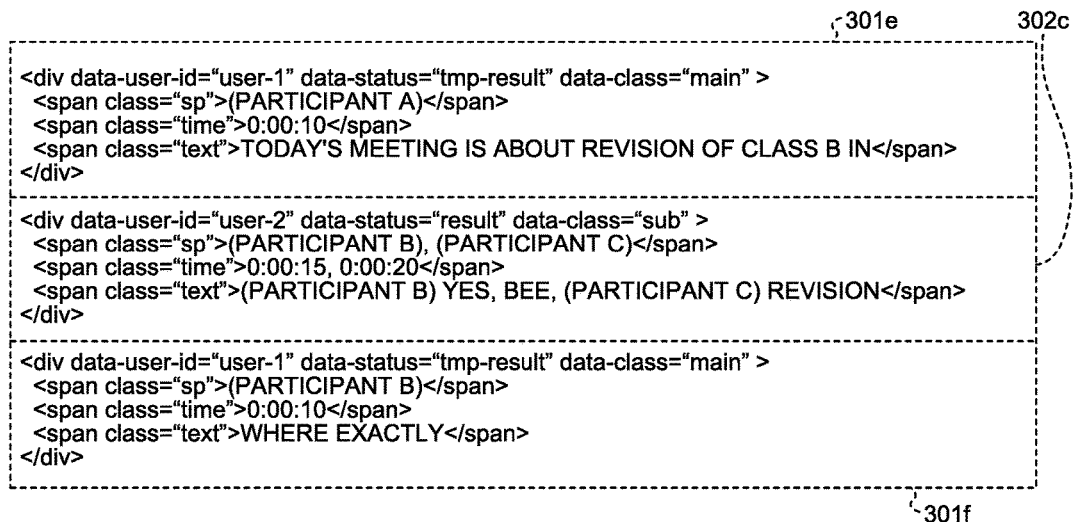 301e 302c
<div data-user-id=“user-1” data-status=“tmp-result” data-class=“main” >
<span class=“sp”>(PARTICIPANT A)</span>
<span class=“time”>0:00:10</span>
<span class=“text”>TODAY'S MEETING IS ABOUT REVISION OF CLASS B IN</span>
</div>
<div data-user-id=“user-2” data-status=“result” data-class=“sub” >
<span class=“sp”>(PARTICIPANT B), (PARTICIPANT C)</span>
<span class=“time”>0:00:15, 0:00:20</span>
<span class=“text”>(PARTICIPANT B) YES, BEE, (PARTICIPANT C) REVISION</span>
</div>
<div data-user-id=“user-1” data-status=“tmp-result” data-class=“main” >
<span class=“sp”>(PARTICIPANT B)</span>
<span class=“time”>0:00:10</span>
<span class=“text”>WHERE EXACTLY</span>
</div>
301f